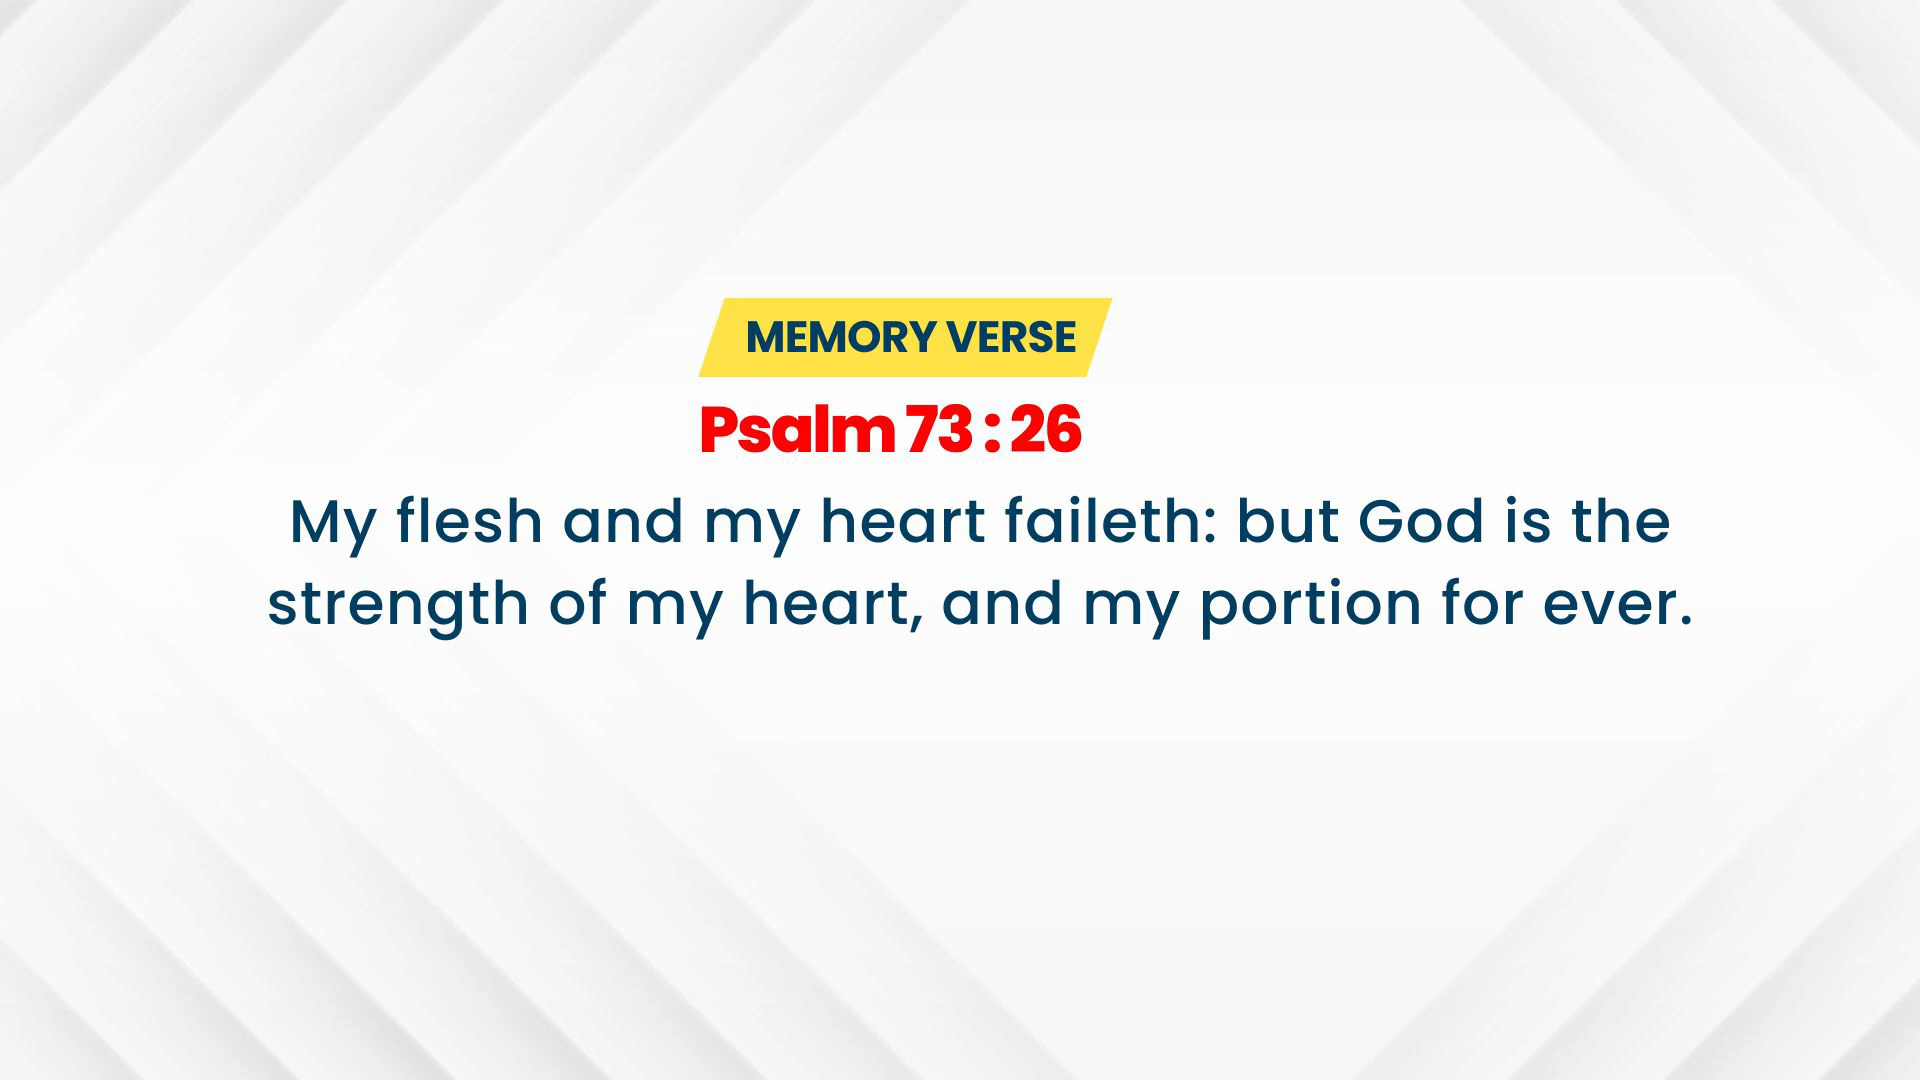 MEMORY VERSE
Psalm 73 : 26
My flesh and my heart faileth: but God is the
strength of my heart, and my portion for ever.